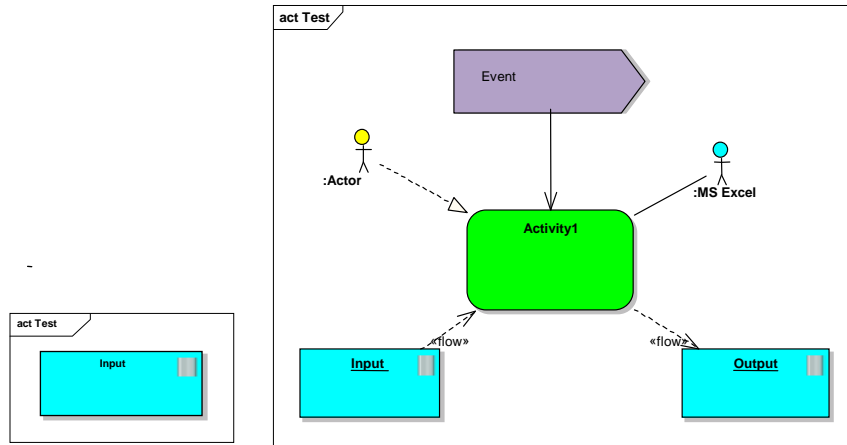 act Test
Event
:Actor
:MS Excel
Activity1
«flow»
«flow»
Input
Output
~
act Test
Input